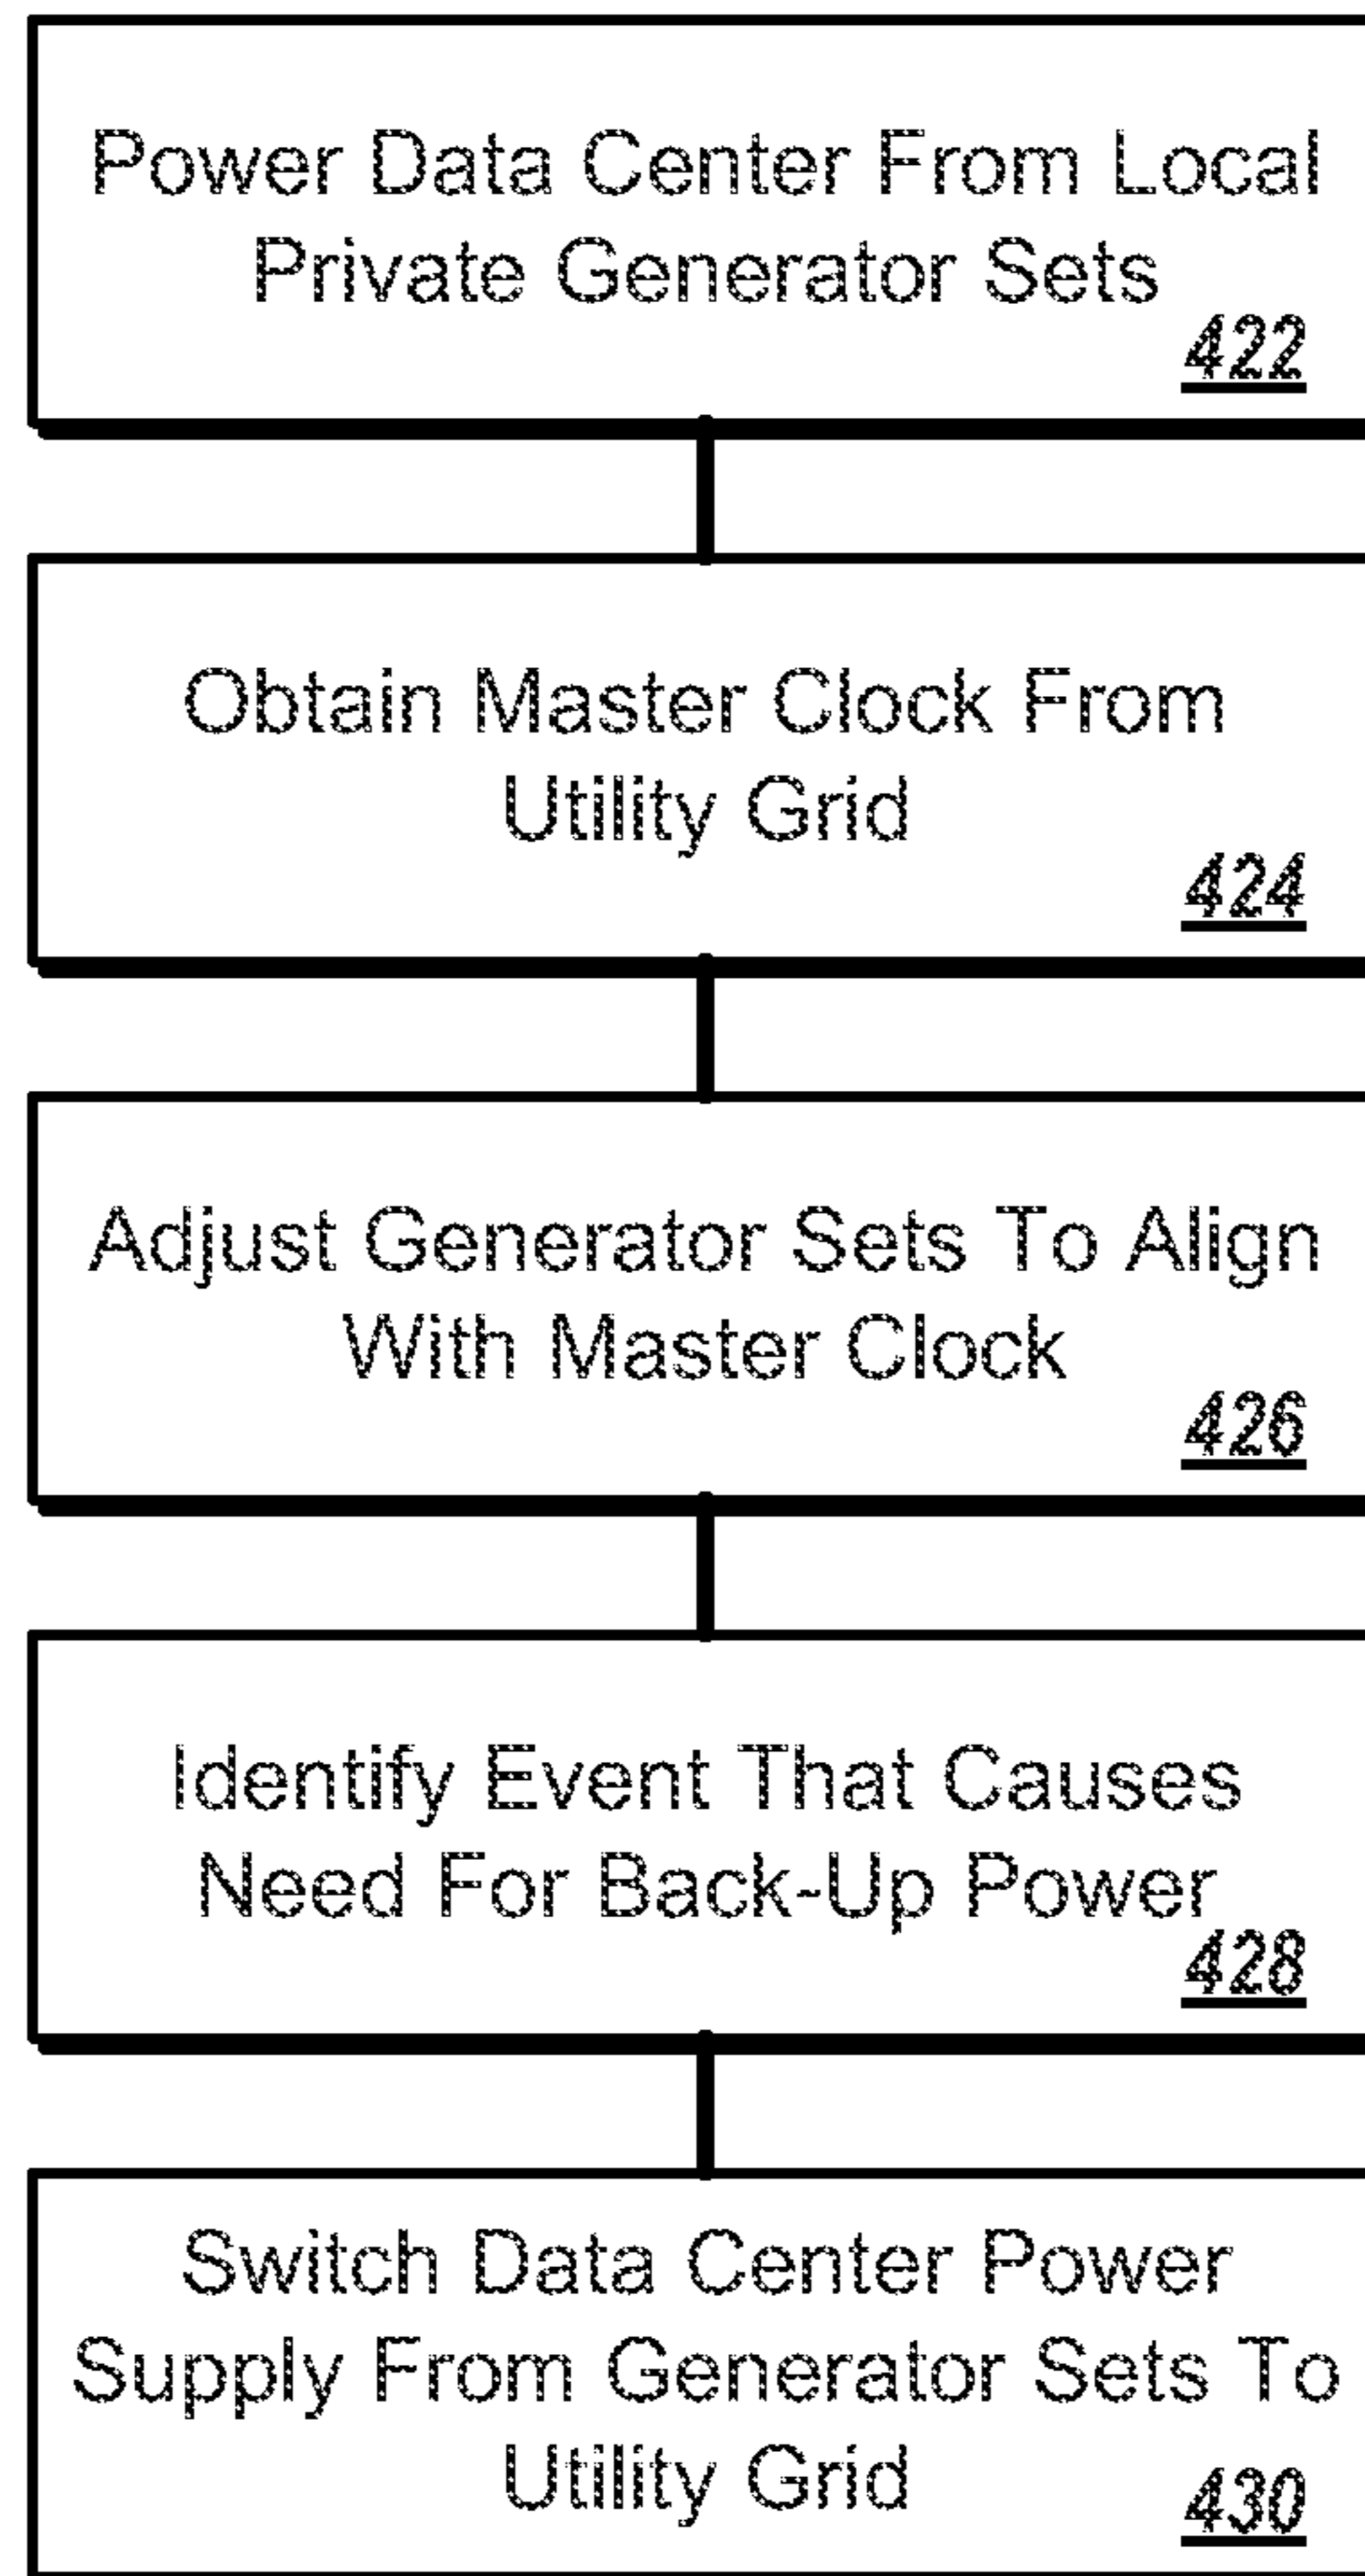 Power Data Center From Local
Private Generator Sets
422
Obtain Master Clock From
Utility Grid
424
Adjust Generator Sets To Align
With Master Clock
426
Identify Event That Causes
Need For Back-Up Power
428
Switch Data Center Power
Supply From Generator Sets To
Utility Grid
430